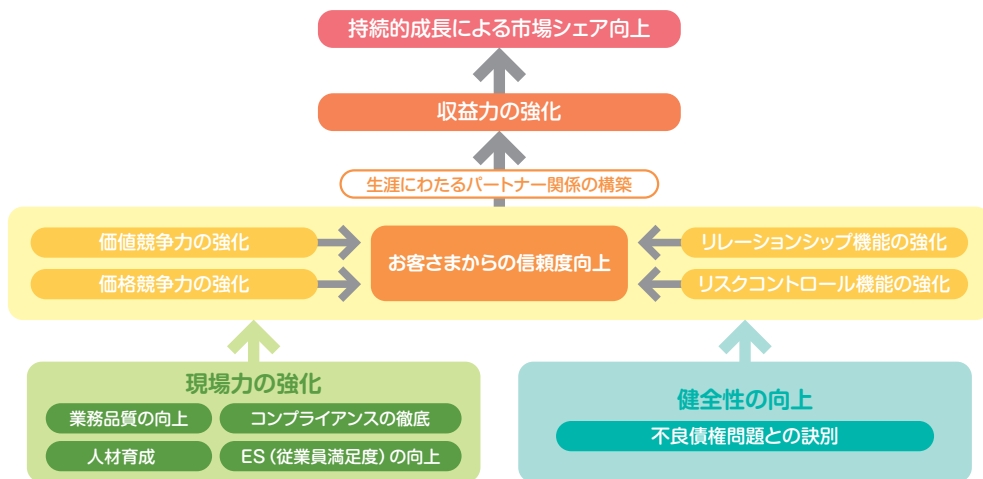 持続的成長による市場シェア向上
収益力の強化
生涯にわたるパートナー関係の構築
価値競争力の強化
価格競争力の強化
お客さまからの信頼度向上
リレーションシップ機能の強化
リスクコントロール機能の強化
現場力の強化
業務品質の向上
コンプライアンスの徹底
人材育成
ES（従業員満足度）の向上
健全性の向上
不良債権問題との訣別